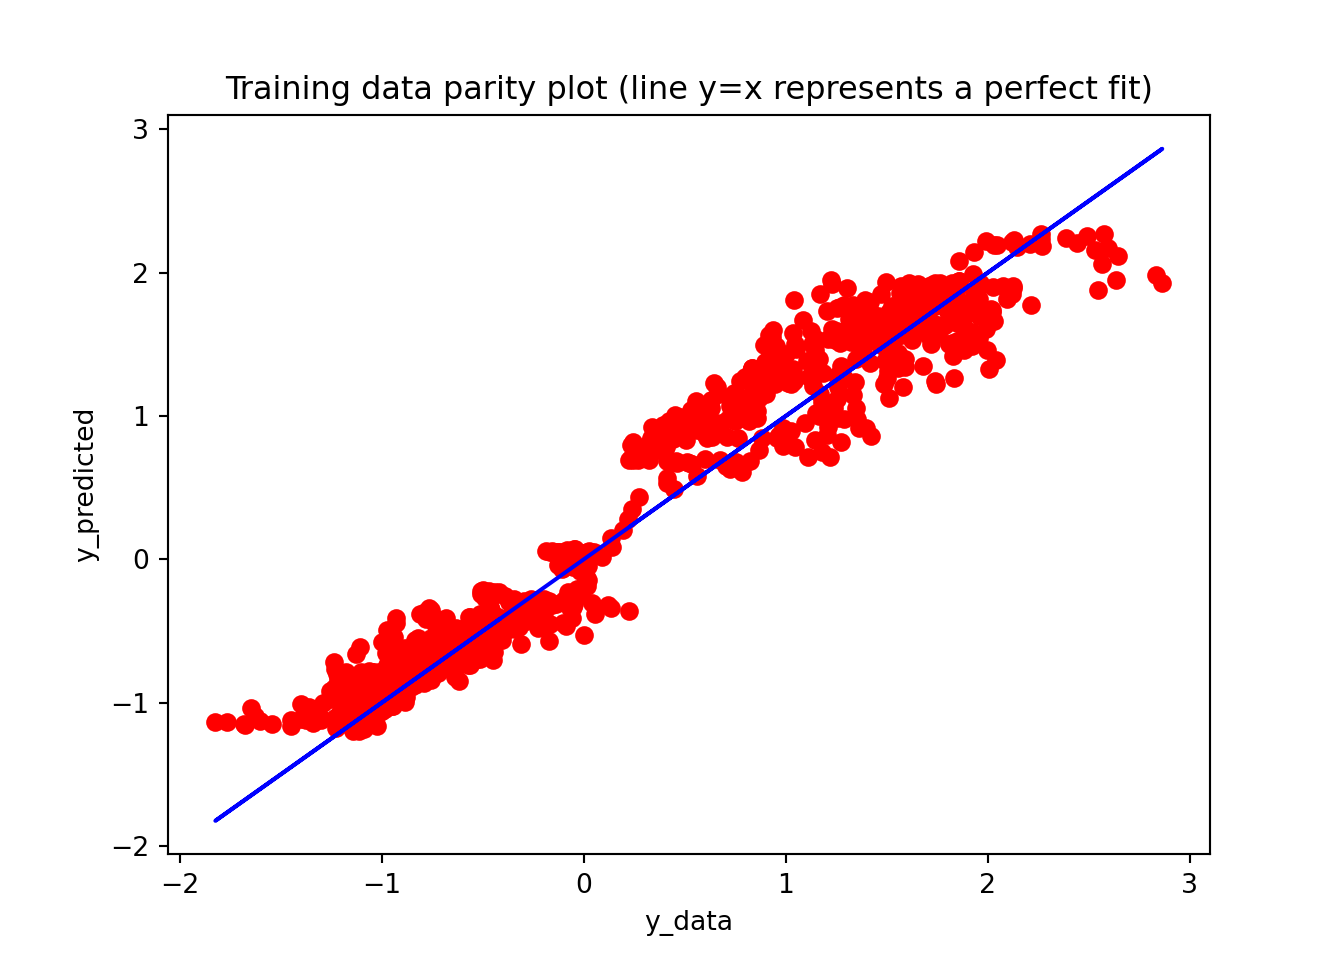 Training data parity plot (line y=x represents a perfect fit)
3
2
1
0
−1
−2
y_predicted
−2 −1 0 1 2 3
y_data